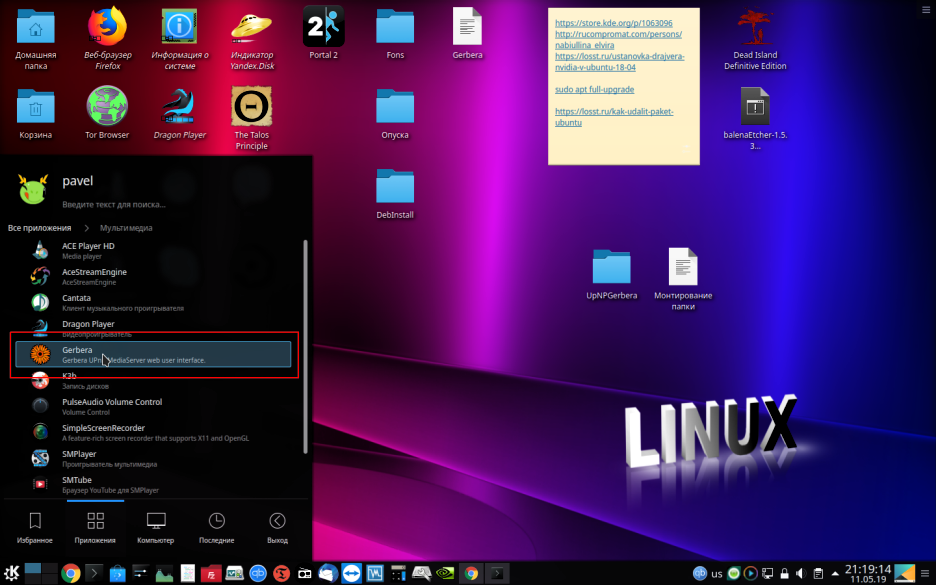 Домашняя
папка
Веб-браузер
Firefox
Информация о
системе
Индикатор
Yandex.Disk
2
Portal 2
Fons
Gerbera
https://store.kde.org/p/1063096
http://rucompromat.com/persons/
nabiullina_elvira
https://losst.ru/ustanovka-drajvera-
nvidia-v-ubuntu-18-04
sudo apt full-upgrade
https://losst.ru/kak-udalit-paket-
ubuntu
Dead Island
Definitive Edition
Корзина
Tor Browser
Dragon Player
The Talos
Principle
Опуска
balenaEtcher-1.5.
3...
DebInstall
UpNPGerbera
Монтирование
папки
pavel
Введите текст для поиска...
Все приложения > Мультимедиа
ACE Player HD
Media player
AceStreamEngine
AceStreamEngine
Cantata
Клиент музыкального проигрывателя
Dragon Player
Видеопроигрыватель
Gerbera
Gerbera UPnP MediaServer web user interface.
K3b
Запись дисков
PulseAudio Volume Control
Volume Control
SimpleScreenRecorder
A feature-rich screen recorder that supports X11 and OpenGL
SMPlayer
Проигрыватель мультимедиа
SMTube
Браузер YouTube для SMPlayer
Избранное
Приложения
Компьютер
Последние
Выход
LINUX
us
21:19:14
11.05.19